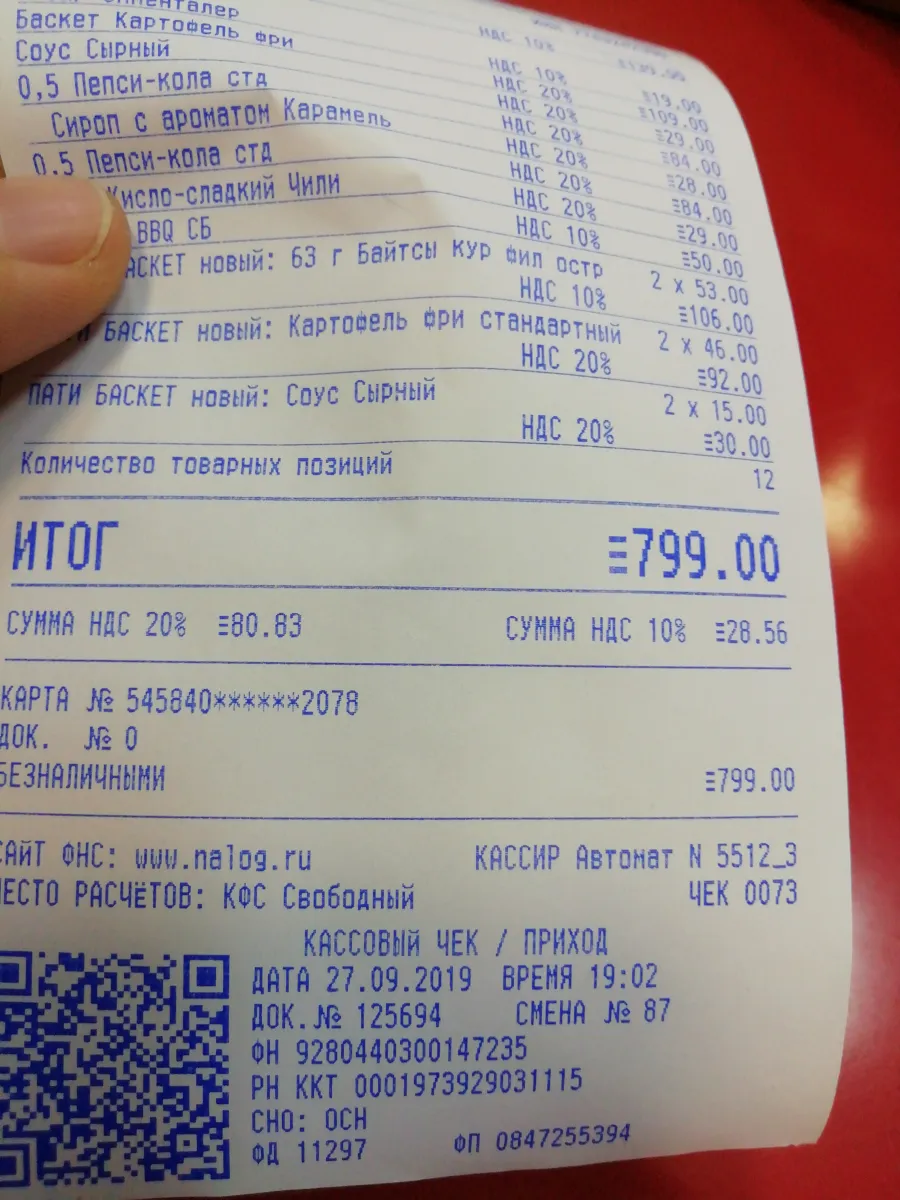 Баскет Картофель фри
НДС 10%
Соус Сырный
НДС 10% ≡19.00
0,5 Пепси-кола стд
НДС 20% ≡109.00
Сироп с ароматом Карамель
НДС 20% ≡29.00
НДС 20% ≡84.00
0.5 Пепси-кола стд
НДС 20% ≡28.00
Кисло-сладкий Чили
НДС 20% ≡84.00
BBQ СБ
НДС 20% ≡29.00
НДС 10% ≡50.00
БАСКЕТ новый: 63 г Байтсы кур фил остр
2 x 53.00
НДС 10% ≡106.00
БАСКЕТ новый: Картофель фри стандартный
2 x 46.00
НДС 20% ≡92.00
ПАТИ БАСКЕТ новый: Соус Сырный
2 x 15.00
НДС 20% ≡30.00
Количество товарных позиций 12
ИТОГ ≡799.00
СУММА НДС 20% ≡80.83 СУММА НДС 10% ≡28.56
КАРТА № 545840******2078
ДОК. № 0
БЕЗНАЛИЧНЫМИ ≡799.00
САЙТ ФНС: www.nalog.ru КАССИР Автомат N 5512_3
МЕСТО РАСЧЁТОВ: КФС Свободный ЧЕК 0073
КАССОВЫЙ ЧЕК / ПРИХОД
ДАТА 27.09.2019 ВРЕМЯ 19:02
ДОК.№ 125694 СМЕНА № 87
ФН 9280440300147235
РН ККТ 0001973929031115
СНО: ОСН
ФД 11297 ФП 0847255394